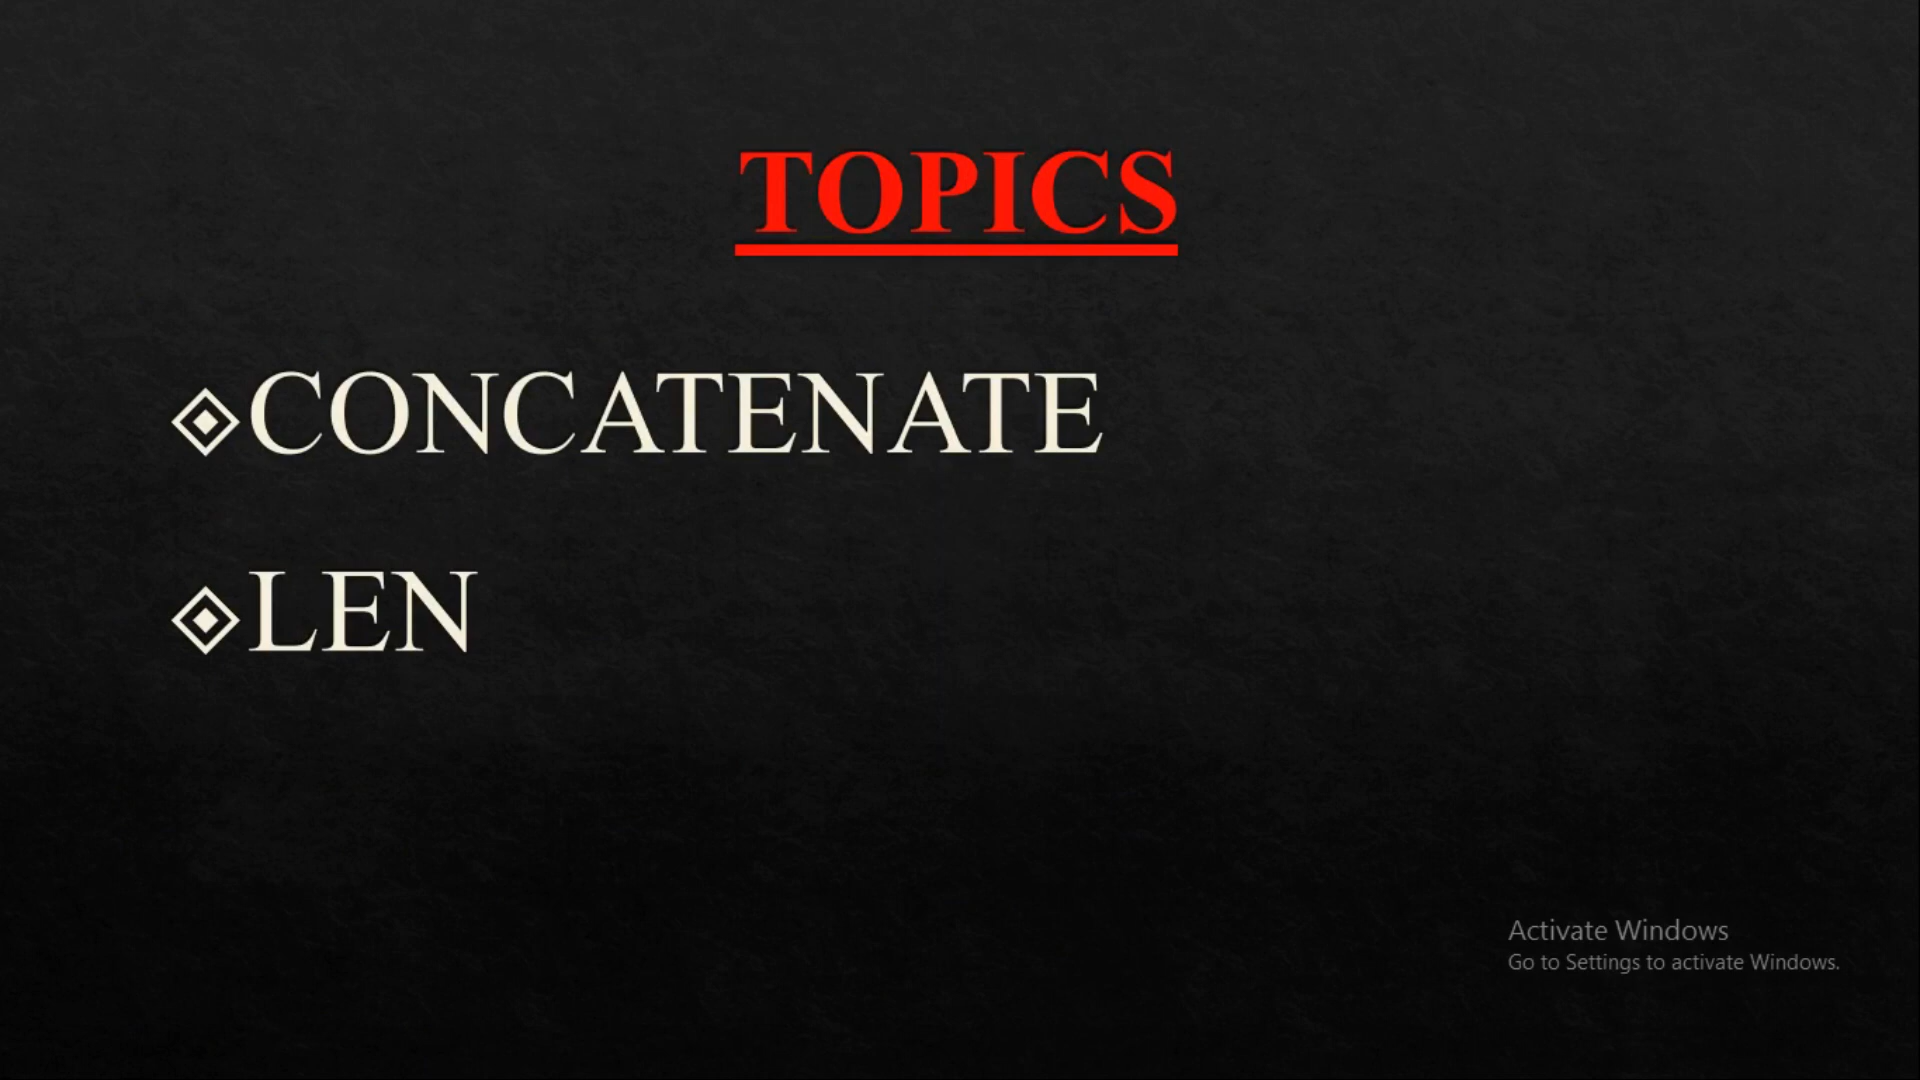 TOPICS
CONCATENATE
LEN
Activate Windows
Go to Settings to activate Windows.